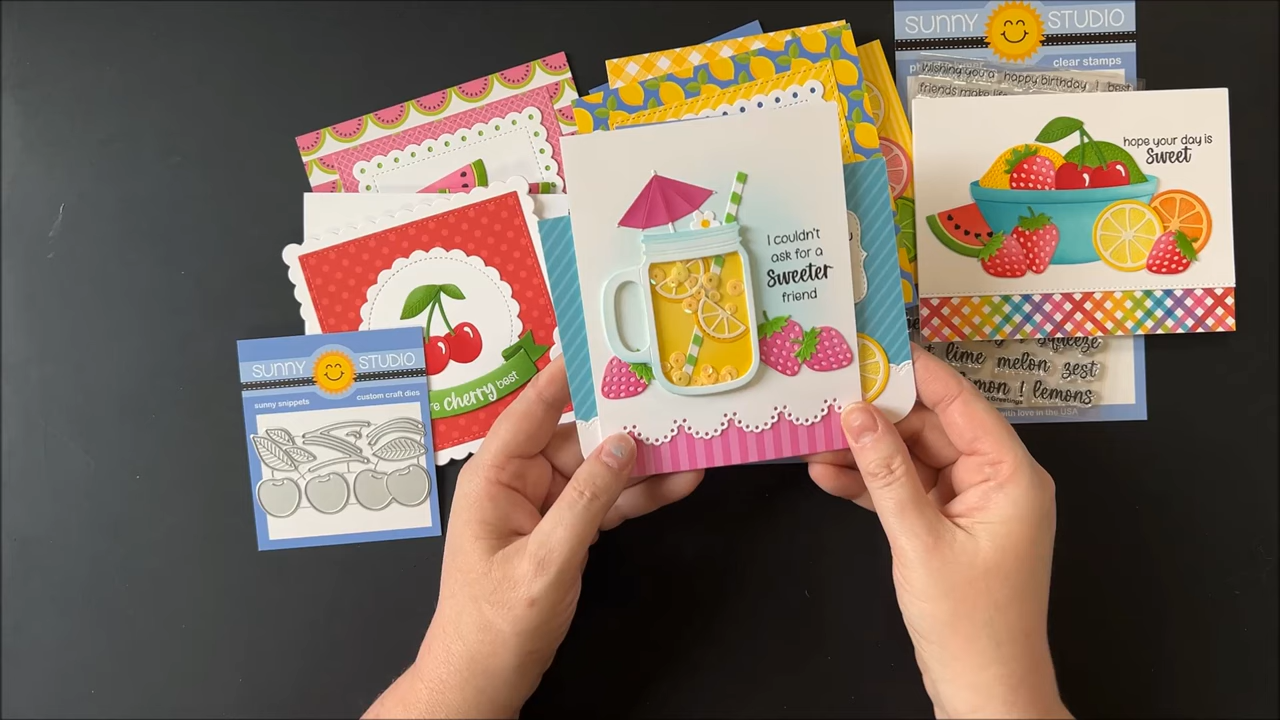 SUNNY STUDIO
clear stamps
wishing you a happy birthday ! best
friends make
hope your day is
sweet
I couldn't
ask for a
sweeter
friend
cherry best
SUNNY STUDIO
sunny snippets custom craft dies
squeeze
lime melon zest
lemon ! lemons
with love in the USA